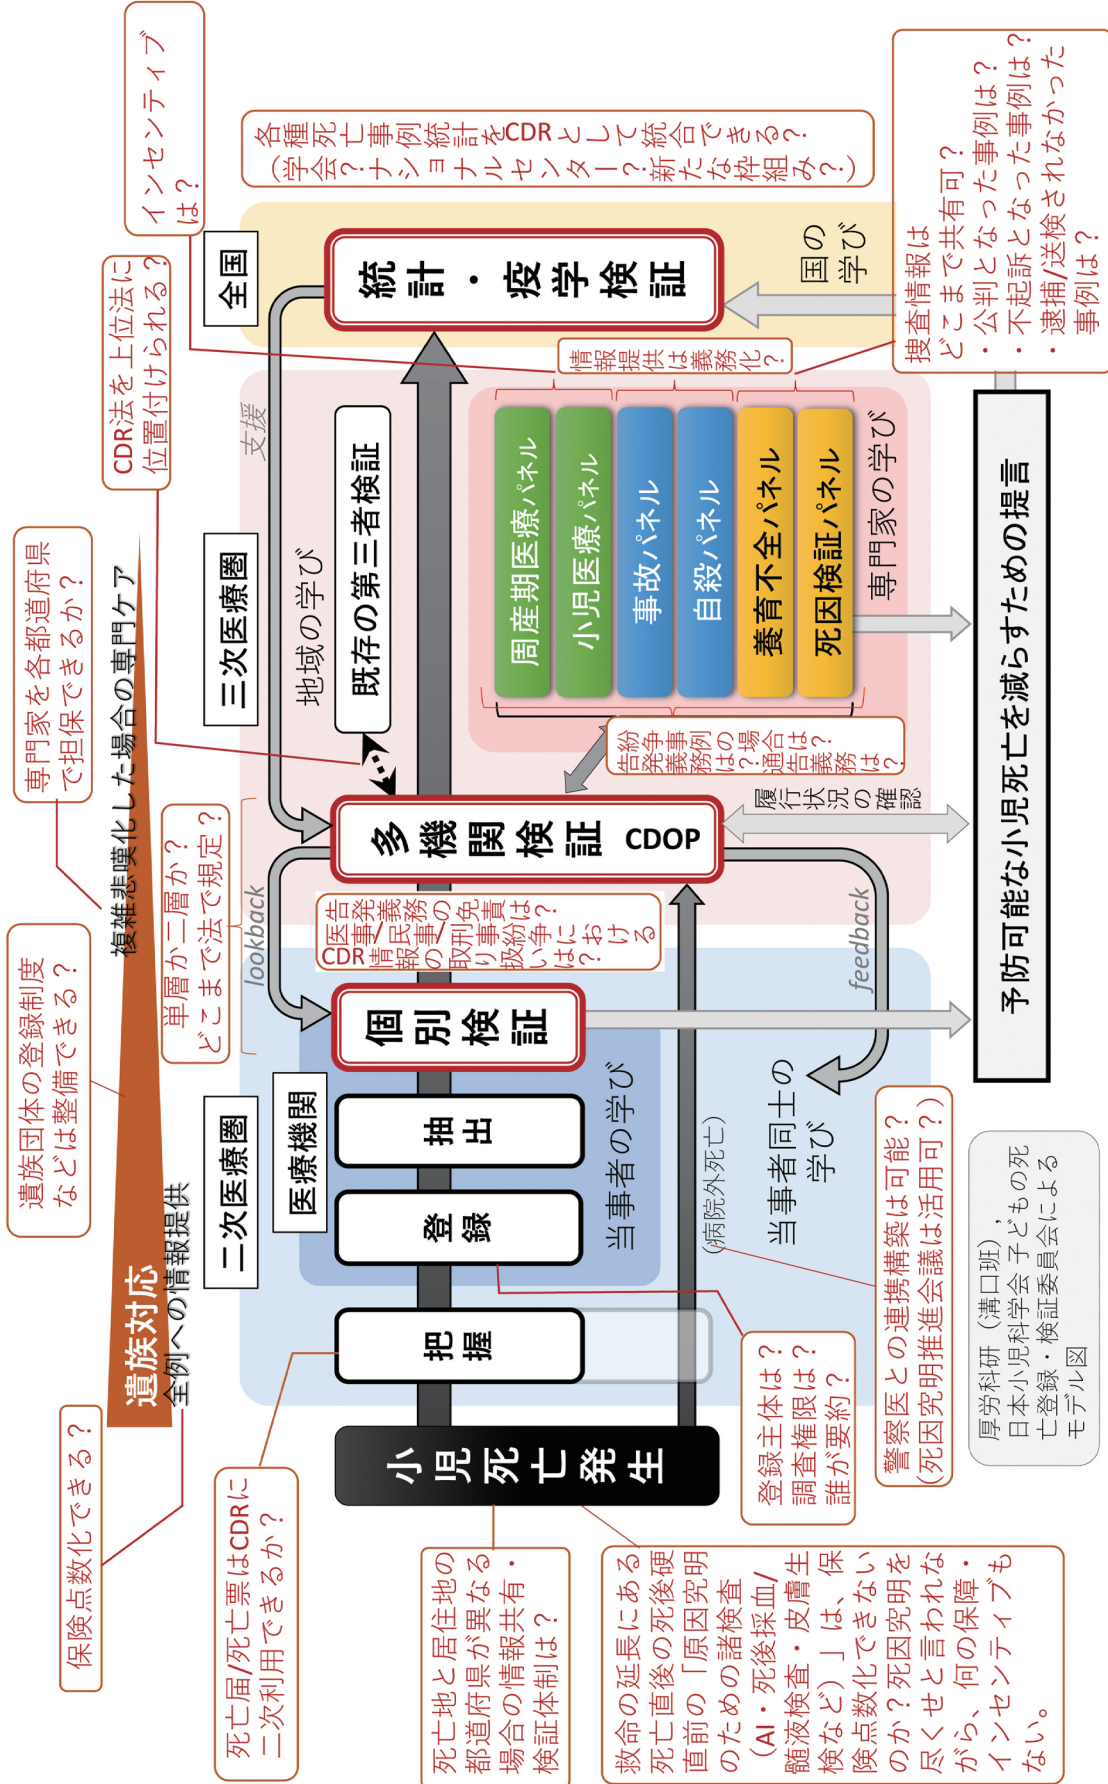 保険点数化できる？
遺族団体の登録制度
などは整備できる？
専門家を各都道府県
で担保できるか？
CDR法を上位法に
位置付けられる？
インセンティブ
は？
遺族対応
全例への情報提供
複雑悲嘆化した場合の専門ケア
死亡届/死亡票はCDRに
二次利用できるか？
単層か二層か？
どこまで法で規定？
二次医療圏
三次医療圏
全国
医療機関
lookback
支援
地域の学び
小児死亡発生
把握
登録
抽出
個別検証
告発義務の免責は？
医事/民事/刑事紛争における
CDR情報の取り扱いは？
多機関検証 CDOP
既存の第三者検証
統計・疫学検証
各種死亡事例統計をCDRとして統合できる？
（学会？ナショナルセンター？新たな枠組み？）
死亡地と居住地の
都道府県が異なる
場合の情報共有・
検証体制は？
周産期医療パネル
小児医療パネル
事故パネル
自殺パネル
養育不全パネル
死因検証パネル
情報提供は義務化？
当事者の学び
紛争事例の場合は？
告発義務は？通告義務は？
専門家の学び
国の
学び
救命の延長にある
死亡直後の死後硬
直前の「原因究明
のための諸検査
（AI・死後採血/
髄液検査・皮膚生
検など）」は、保
険点数化できない
のか？死因究明を
尽くせと言われな
がら、何の保障・
インセンティブも
ない。
（病院外死亡）
当事者同士の
学び
feedback
履行状況の確認
登録主体は？
調査権限は？
誰が要約？
警察医との連携構築は可能？
（死因究明推進会議は活用可？）
捜査情報は
どこまで共有可？
・公判となった事例は？
・不起訴となった事例は？
・逮捕/送検されなかった
事例は？
予防可能な小児死亡を減らすための提言
厚労科研（溝口班），
日本小児科学会 子どもの死
亡登録・検証委員会による
モデル図